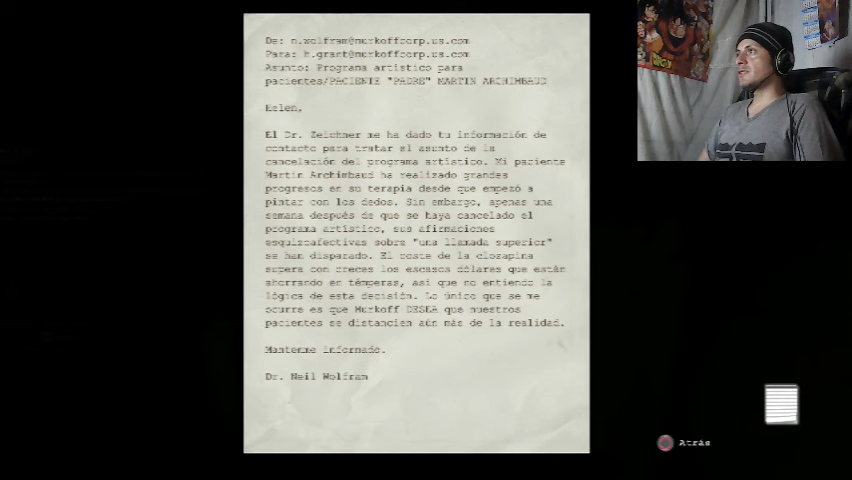 De: n.wolfram@murkoffcorp.us.com
Para: h.grant@murkoffcorp.us.com
Asunto: Programa artístico para
pacientes/PACIENTE "PADRE" MARTIN ARCHIMBAUD
Helen,
El Dr. Zeichner me ha dado tu información de
contacto para tratar el asunto de la
cancelación del programa artístico. Mi paciente
Martin Archimbaud ha realizado grandes
progresos en su terapia desde que empezó a
pintar con los dedos. Sin embargo, apenas una
semana después de que se haya cancelado el
programa artístico, sus afirmaciones
esquizoafectivas sobre "una llamada superior"
se han disparado. El coste de la clozapina
supera con creces los escasos dólares que están
ahorrando en témperas, así que no entiendo la
lógica de esta decisión. Lo único que se me
ocurre es que Murkoff DESEA que nuestros
pacientes se distancien aún más de la realidad.
Mantenme informado.
Dr. Neil Wolfram
Atrás